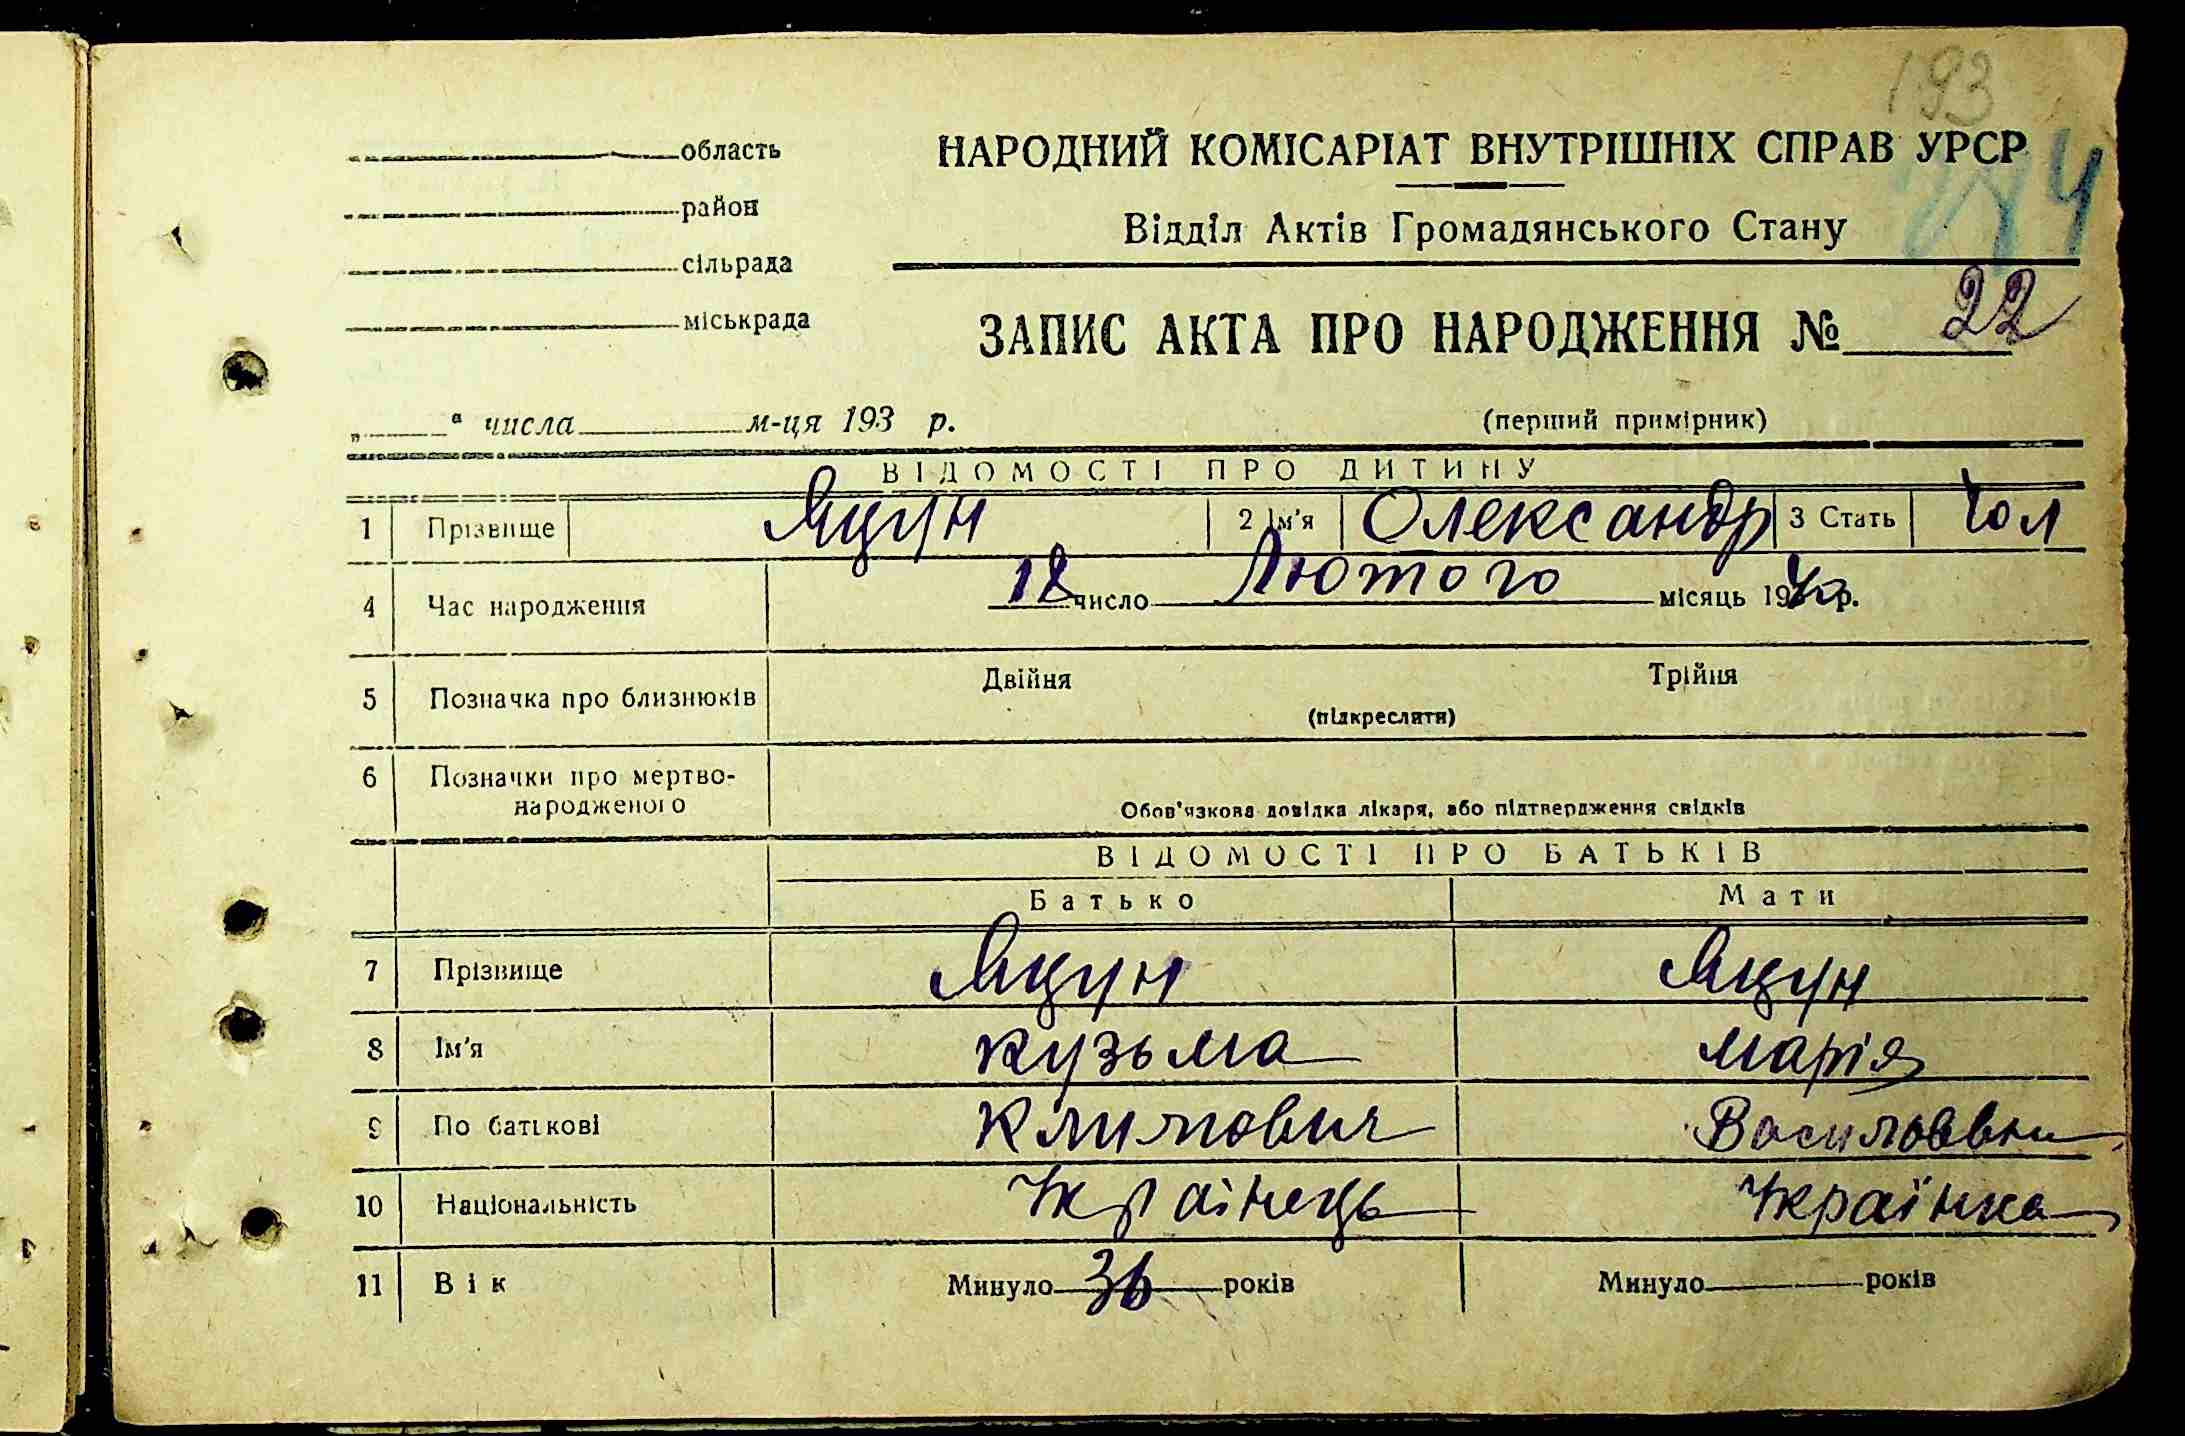 193
область
НАРОДНИЙ КОМІСАРІАТ ВНУТРІШНІХ СПРАВ УРСР
район
Відділ Актів Громадянського Стану
сільрада
міськрада
ЗАПИС АКТА ПРО НАРОДЖЕННЯ № 22
„ " числа м-ця 193 р. (перший примірник)
ВІДОМОСТІ ПРО ДИТИНУ
1 Прізвище Яцун 2 Ім'я Олександр 3 Стать Чол
4 Час народження 18 число Лютого місяць р.
5 Позначка про близнюків Двійня Трійня
(підкреслити)
6 Позначки про мертво-
народженого Обов'язкова довідка лікаря, або підтвердження свідків
ВІДОМОСТІ ПРО БАТЬКІВ
Батько Мати
7 Прізвище Яцун Яцун
8 Ім'я Кузьма Марія
9 По батькові Климович Василовна
10 Національність Українець Українка
11 Вік Минуло 36 років Минуло років